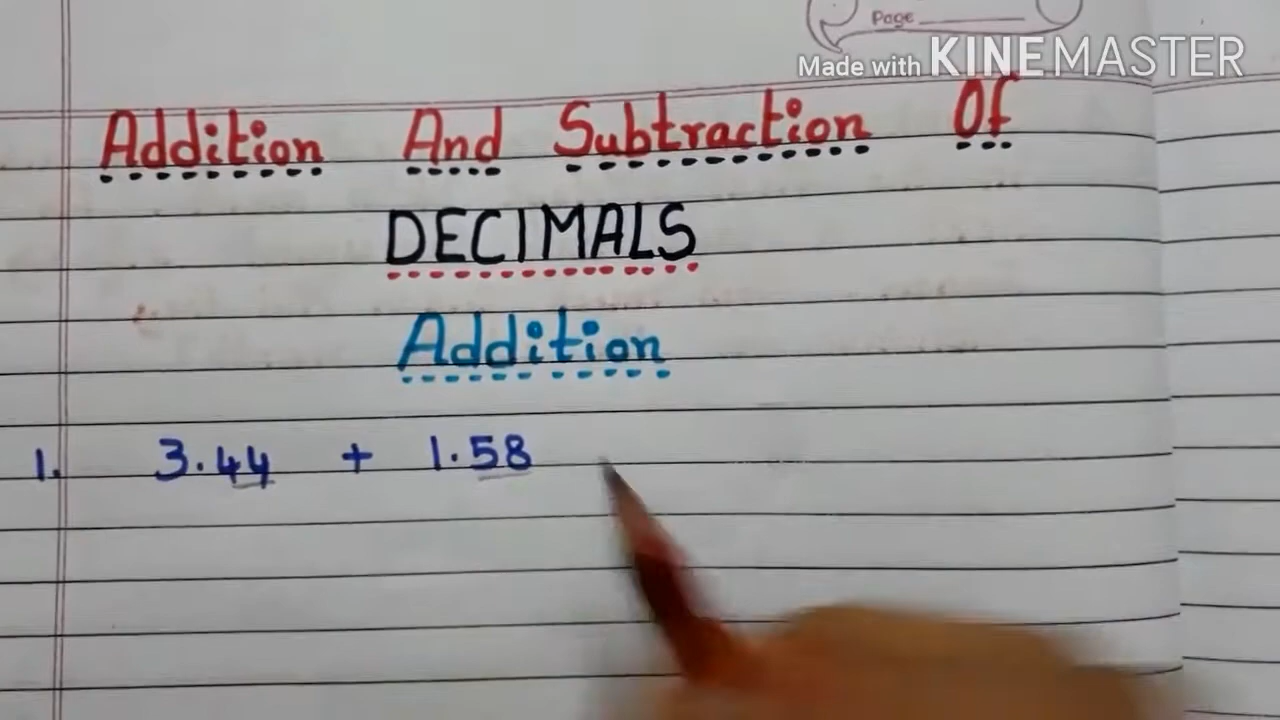 Page
Made with KINEMASTER
Addition And Subtraction Of
DECIMALS
Addition
1. 3.44 + 1.58